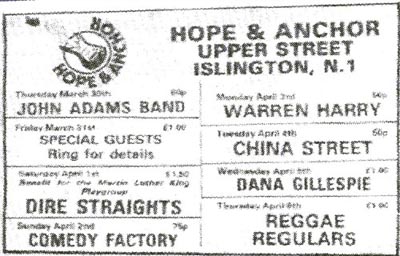 HOPE & ANCHOR
HOPE & ANCHOR
UPPER STREET
ISLINGTON, N.1
Thursday March 30th 60p
JOHN ADAMS BAND
Friday March 31st £1.00
SPECIAL GUESTS
Ring for details
Saturday April 1st £1.50
Benefit for the Martin Luther King
Playgroup
DIRE STRAIGHTS
Sunday April 2nd 75p
COMEDY FACTORY
Monday April 3rd
WARREN HARRY
Tuesday April 4th
CHINA STREET
Wednesday April 5th £1.00
DANA GILLESPIE
Thursday April 6th £1.00
REGGAE
REGULARS